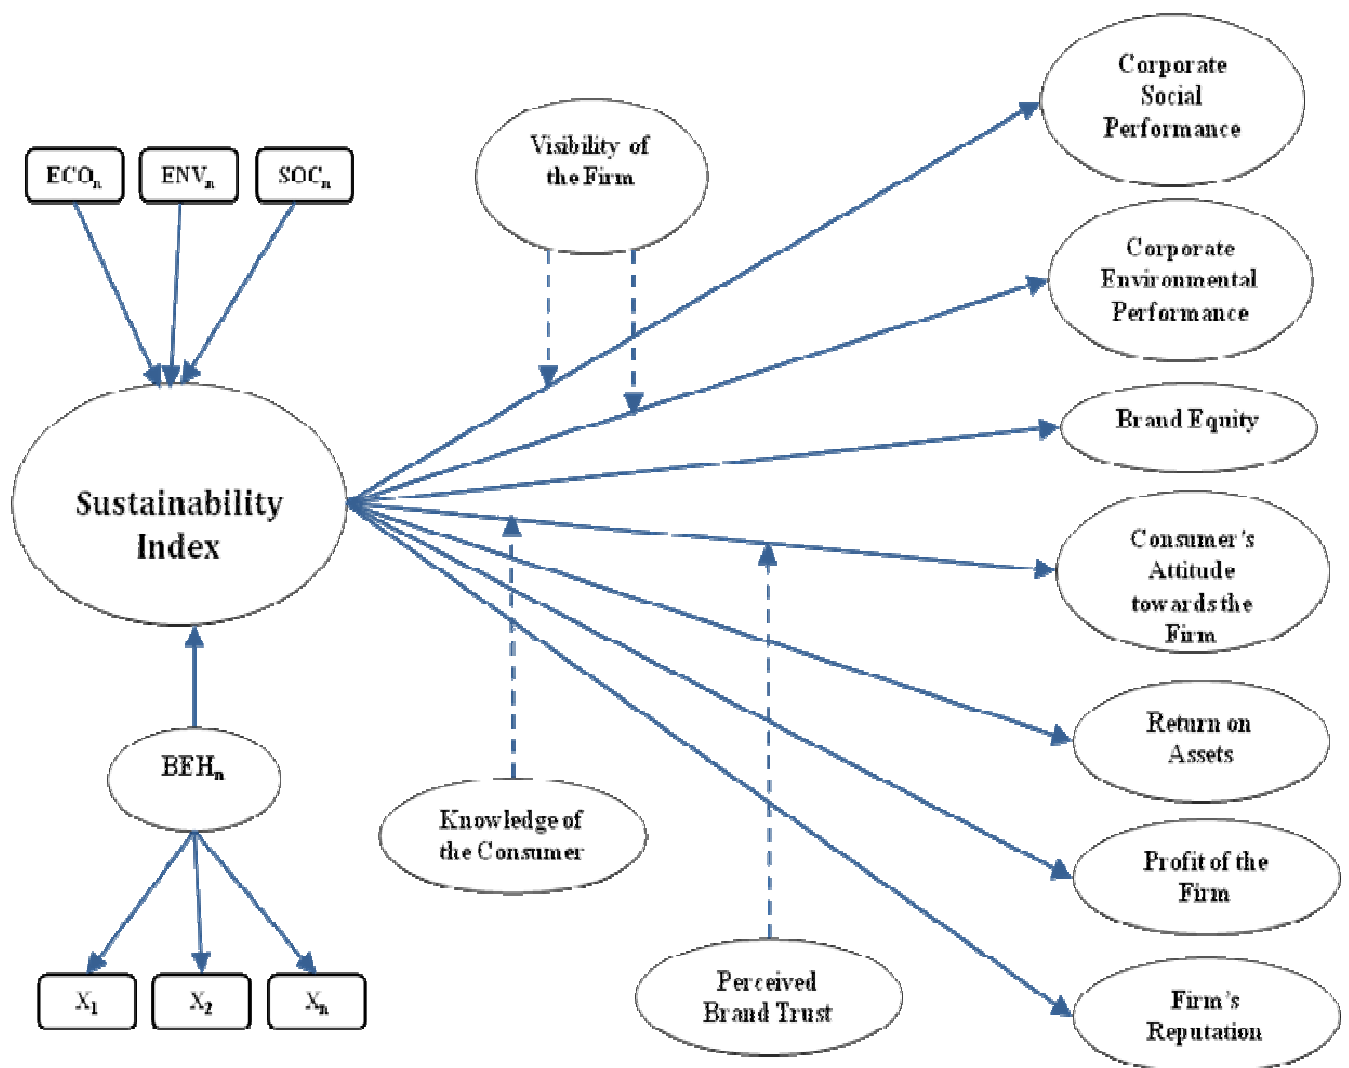 Corporate
Social
Performance
Visibility of
the Firm
ECOₙ
ENVₙ
SOCₙ
Corporate
Environmental
Performance
Brand Equity
Sustainability
Index
Consumer's
Attitude
towards the
Firm
Return on
Assets
BEHₙ
Knowledge of
the Consumer
Profit of the
Firm
Perceived
Brand Trust
X₁
X₂
Xₙ
Firm's
Reputation